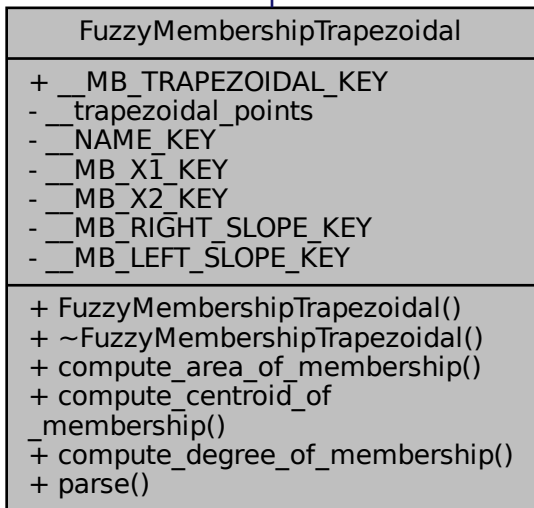 FuzzyMembershipTrapezoidal
+ __MB_TRAPEZOIDAL_KEY
- __trapezoidal_points
- __NAME_KEY
- __MB_X1_KEY
- __MB_X2_KEY
- __MB_RIGHT_SLOPE_KEY
- __MB_LEFT_SLOPE_KEY
+ FuzzyMembershipTrapezoidal()
+ ~FuzzyMembershipTrapezoidal()
+ compute_area_of_membership()
+ compute_centroid_of
_membership()
+ compute_degree_of_membership()
+ parse()